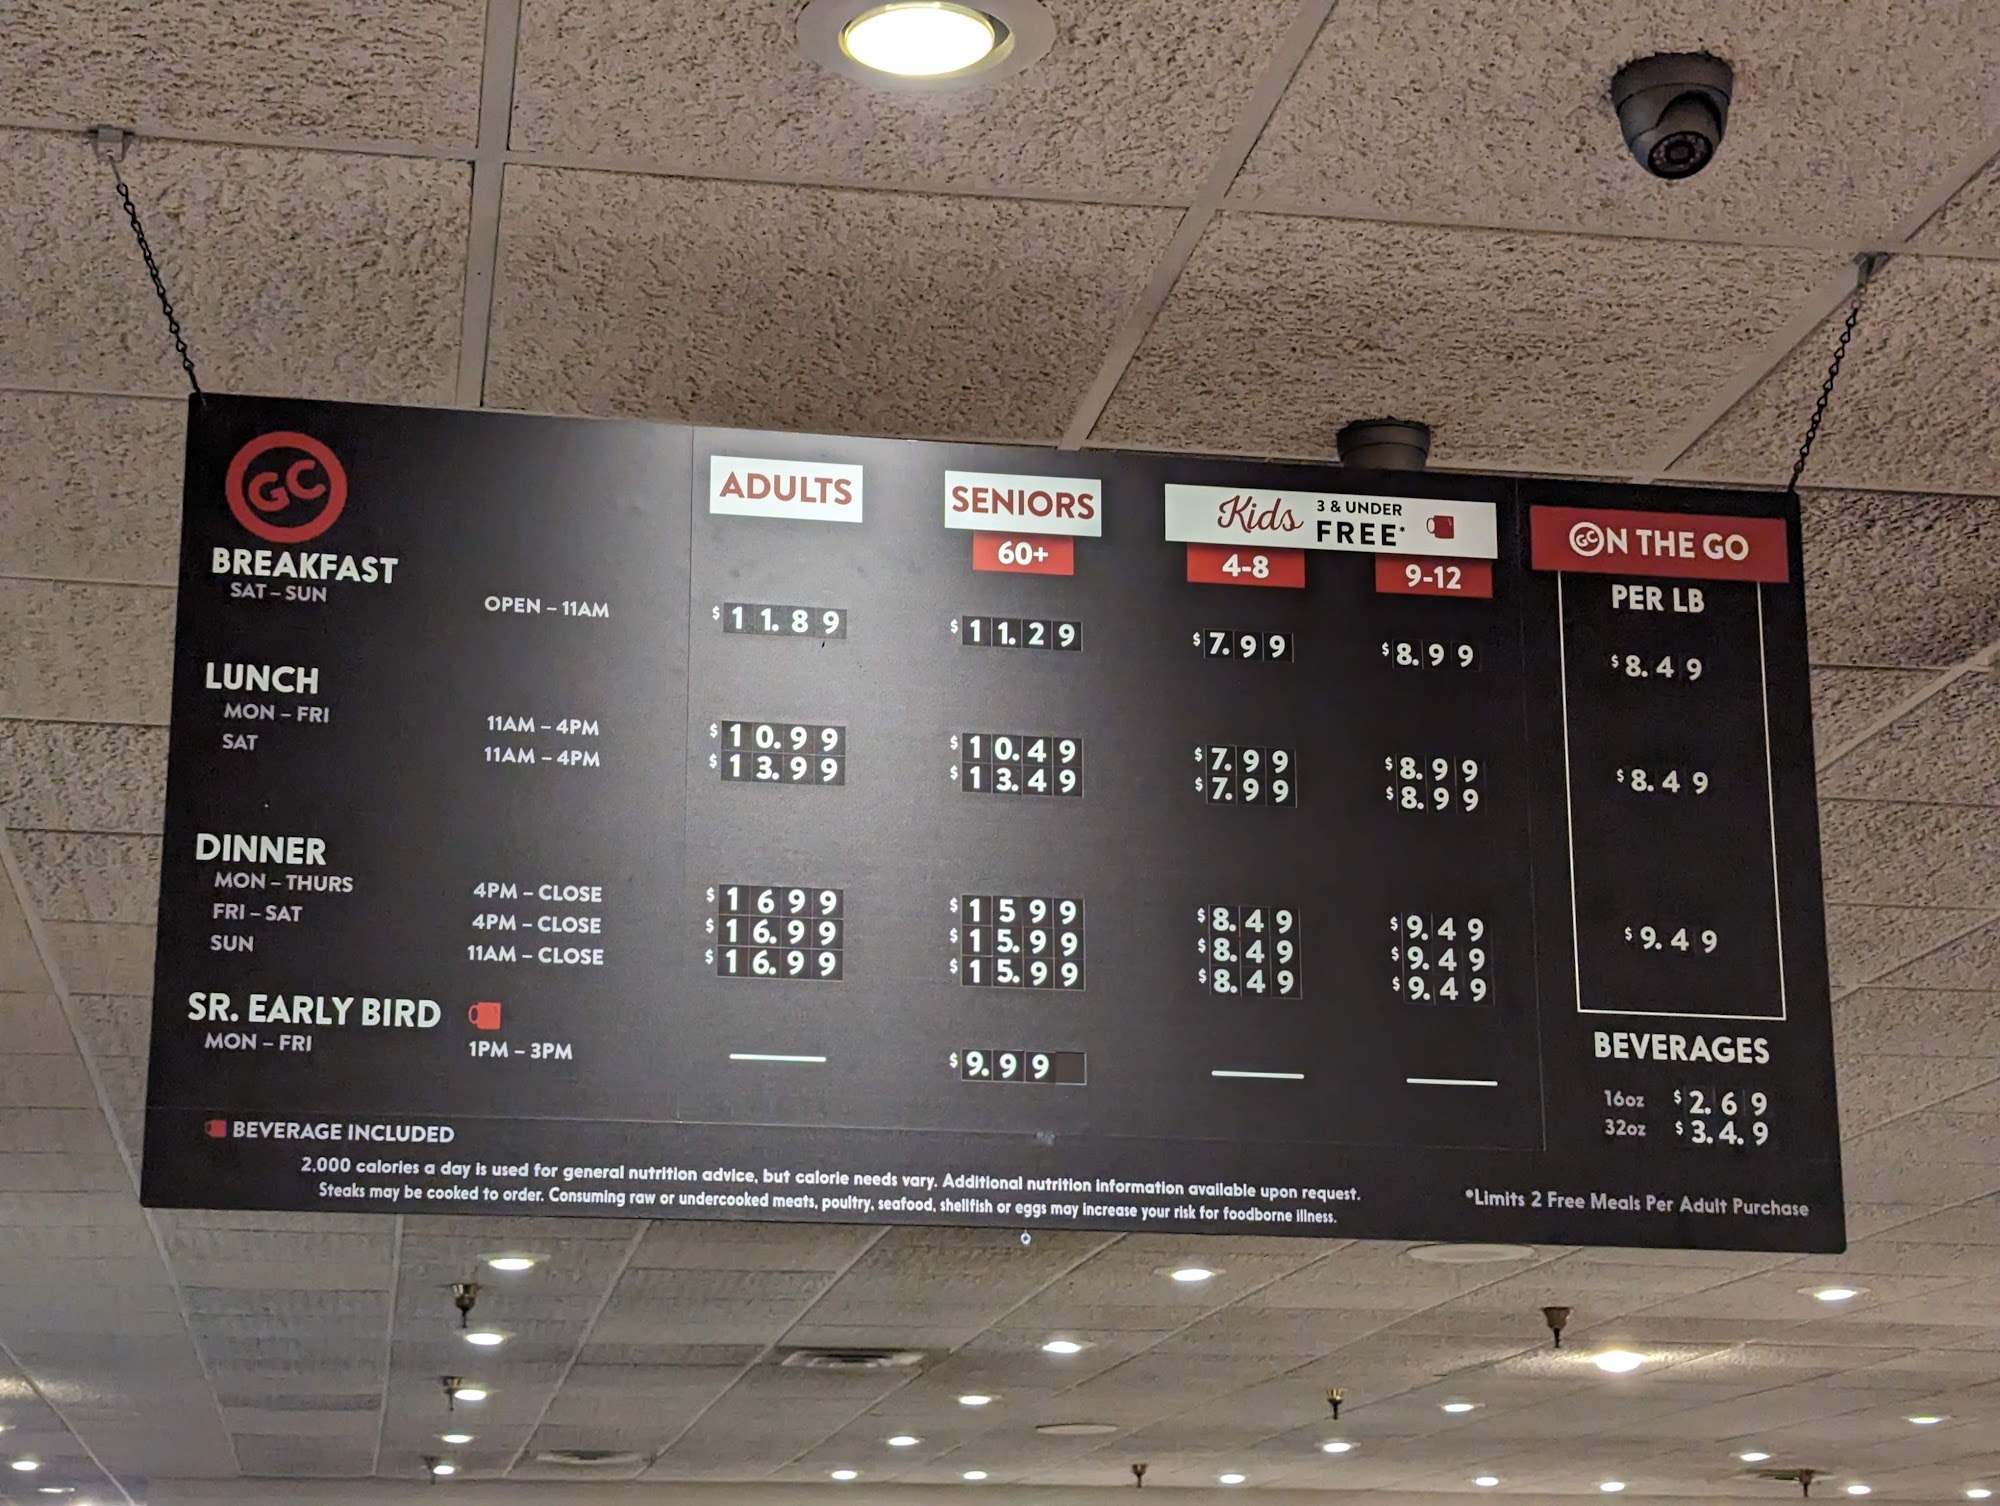 GC
ADULTS
SENIORS
60+
Kids 3 & UNDER FREE*
4-8 9-12
GCN THE GO
PER LB
BREAKFAST
SAT – SUN OPEN – 11AM $11.89 $11.29 $7.99 $8.99 $8.49
LUNCH
MON – FRI 11AM – 4PM $10.99 $10.49 $7.99 $8.99
SAT 11AM – 4PM $13.99 $13.49 $7.99 $8.99
$8.49
DINNER
MON – THURS 4PM – CLOSE $1699 $1599 $8.49 $9.49
FRI – SAT 4PM – CLOSE $16.99 $15.99 $8.49 $9.49
SUN 11AM – CLOSE $16.99 $15.99 $8.49 $9.49
$9.49
SR. EARLY BIRD
MON – FRI 1PM – 3PM $9.99
BEVERAGES
16oz $2.69
32oz $3.4.9
BEVERAGE INCLUDED
2,000 calories a day is used for general nutrition advice, but calorie needs vary. Additional nutrition information available upon request.
Steaks may be cooked to order. Consuming raw or undercooked meats, poultry, seafood, shellfish or eggs may increase your risk for foodborne illness.
*Limits 2 Free Meals Per Adult Purchase